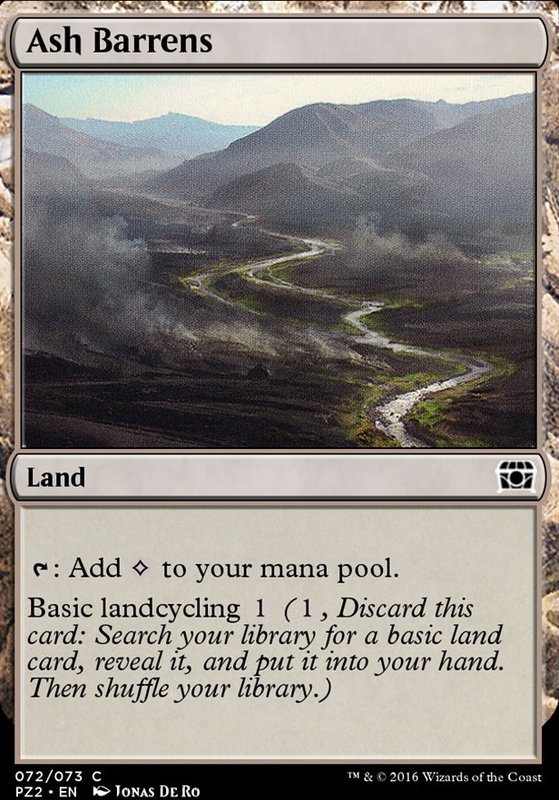 Ash Barrens
Land
: Add to your mana pool.
Basic landcycling 1 (1, Discard this
card: Search your library for a basic land
card, reveal it, and put it into your hand.
Then shuffle your library.)
072/073 C
PZ2 • EN Jonas De Ro
™ & © 2016 Wizards of the Coast